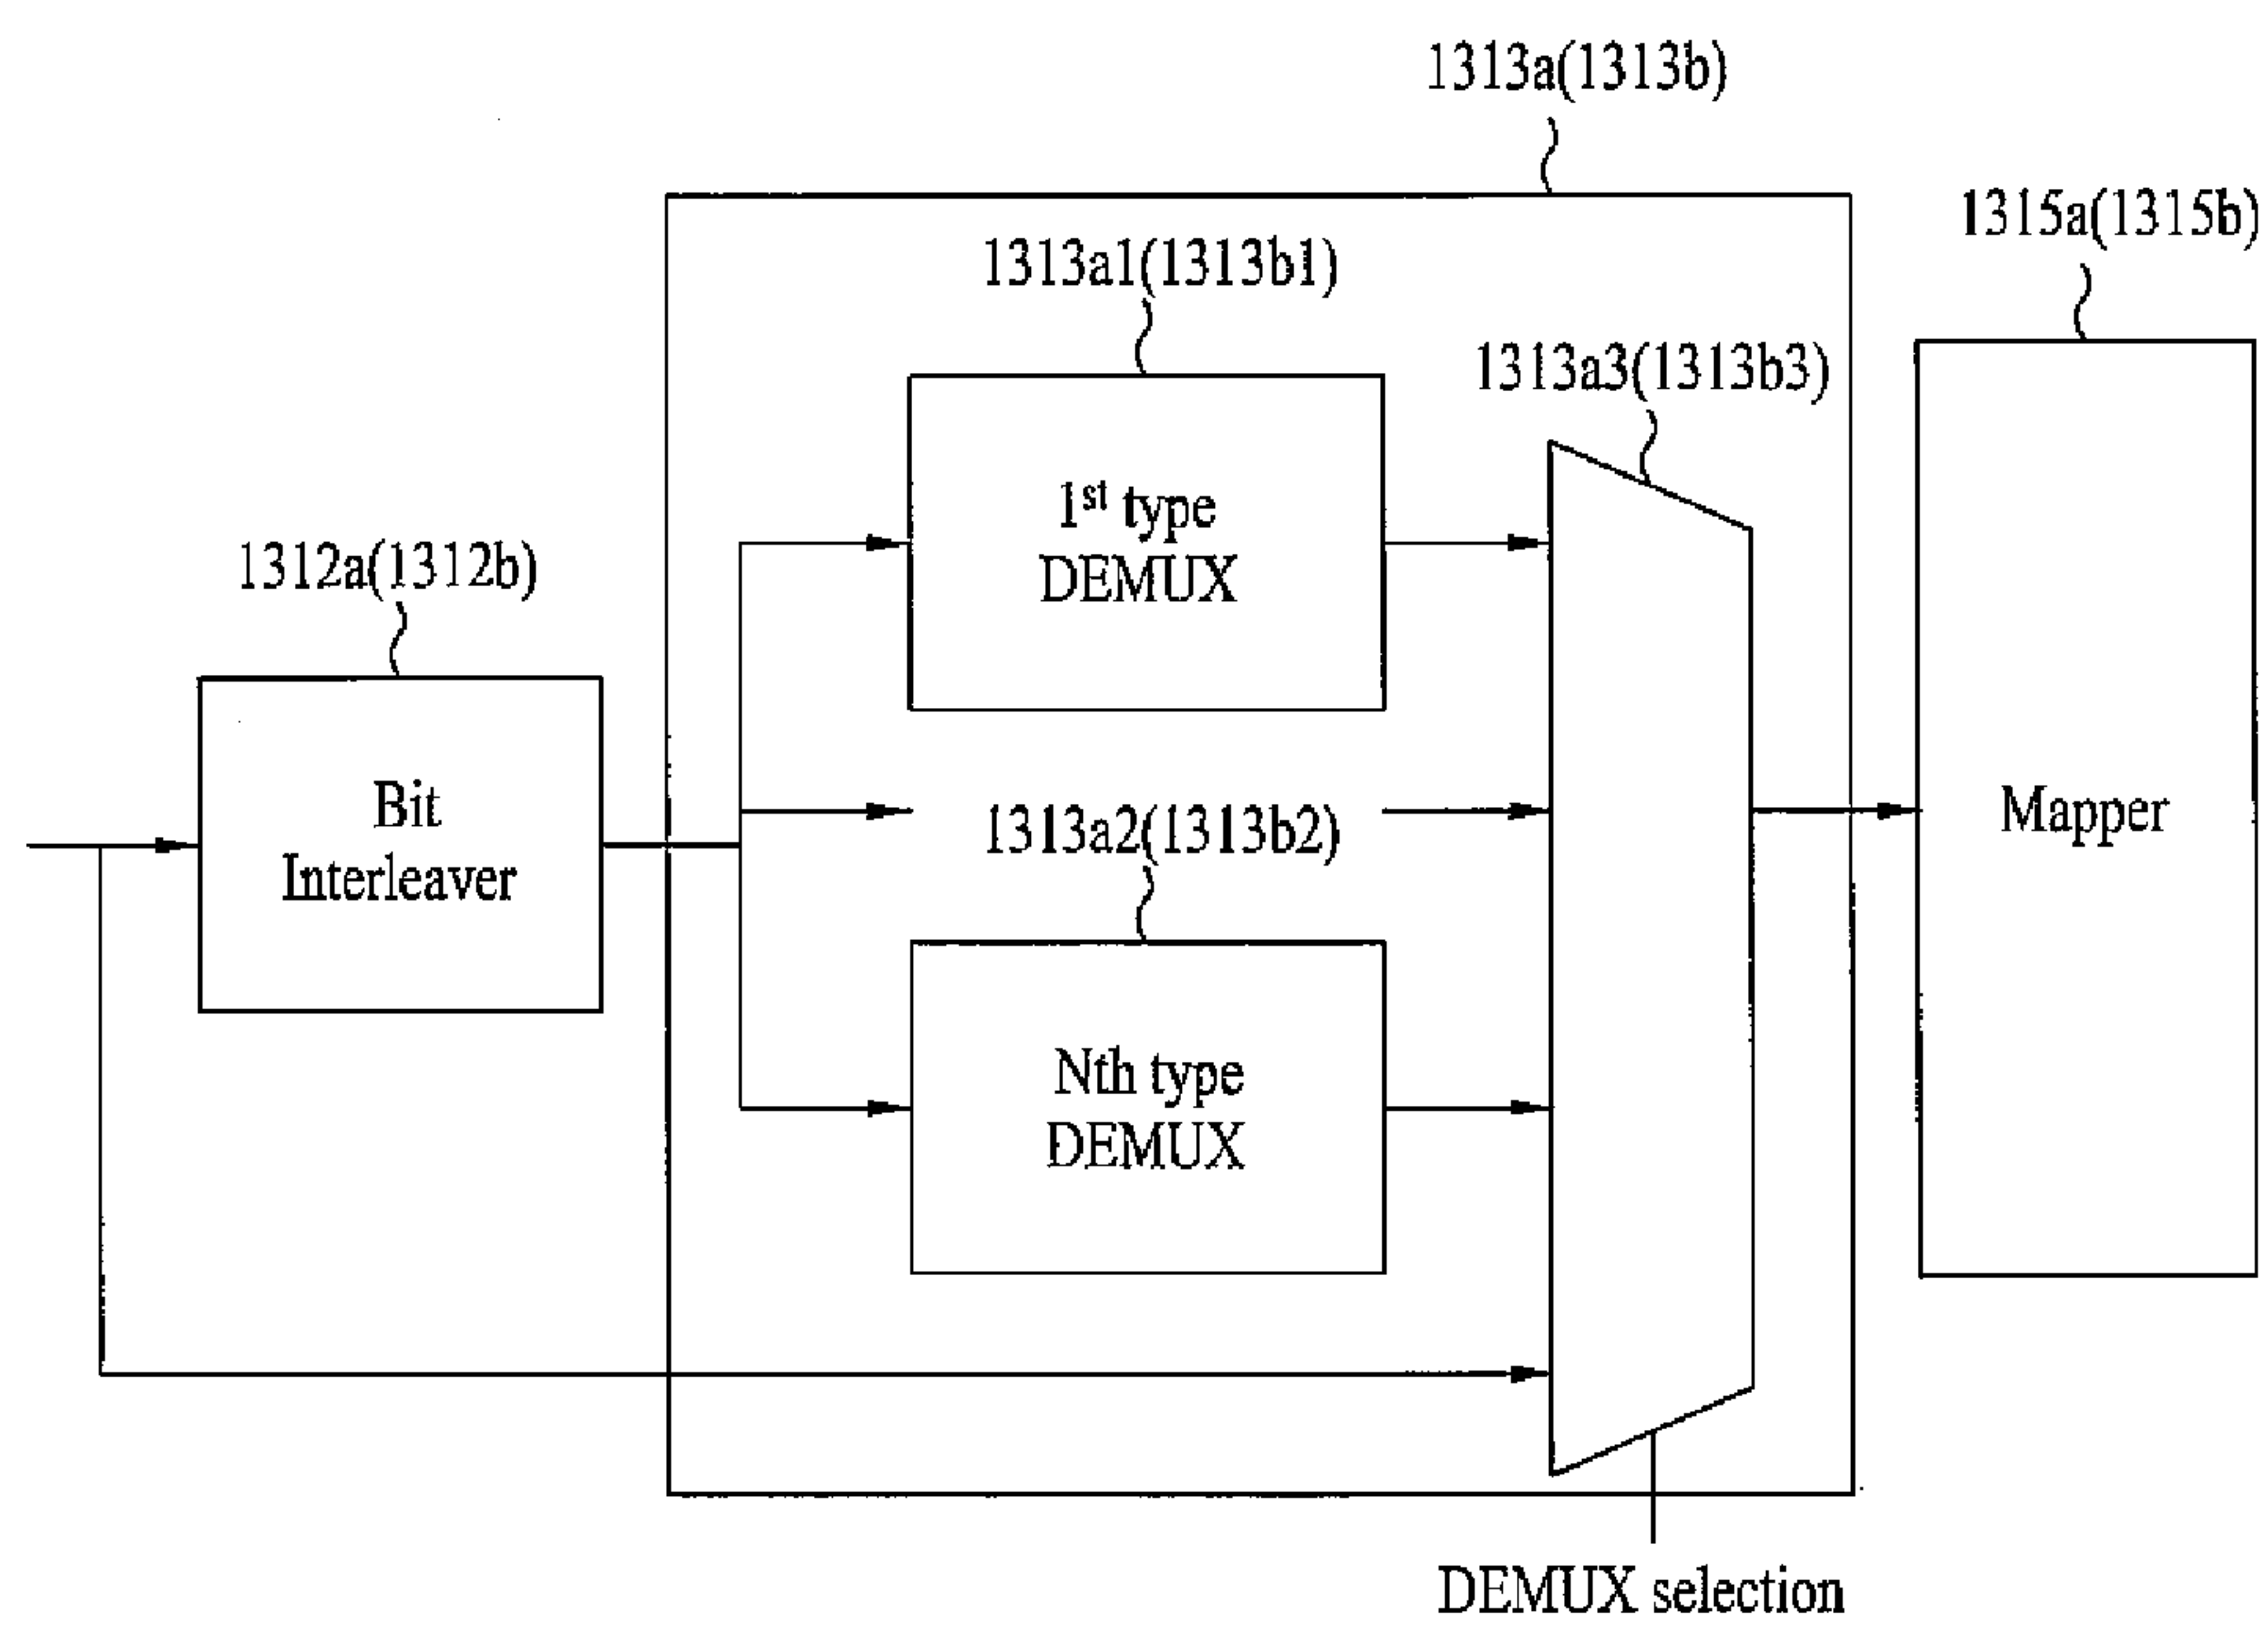 1313a(1313b)
1315a(1315b)
1313a1(1313b1)
1313a3(1313b3)
1st type
DEMUX
1312a(1312b)
Bit
Interleaver
1313a2(1313b2)
Mapper
Nth type
DEMUX
DEMUX selection